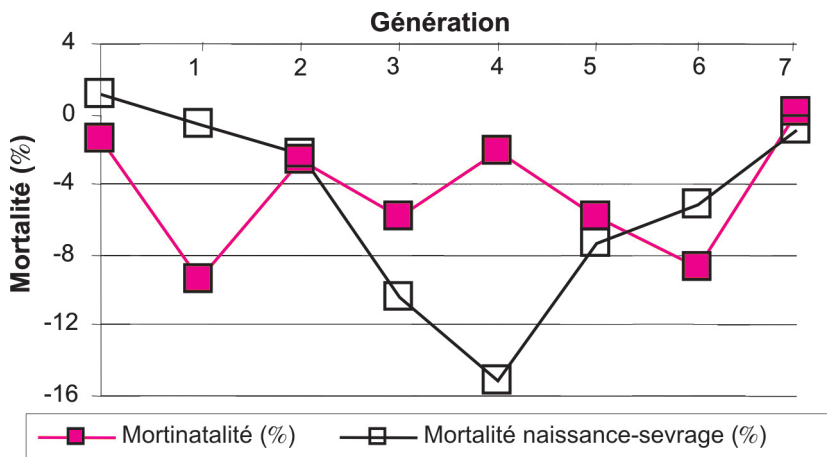 Génération
4
1 2 3 4 5 6 7
0
-4
-8
-12
-16
Mortalité (%)
Mortinatalité (%)
Mortalité naissance-sevrage (%)